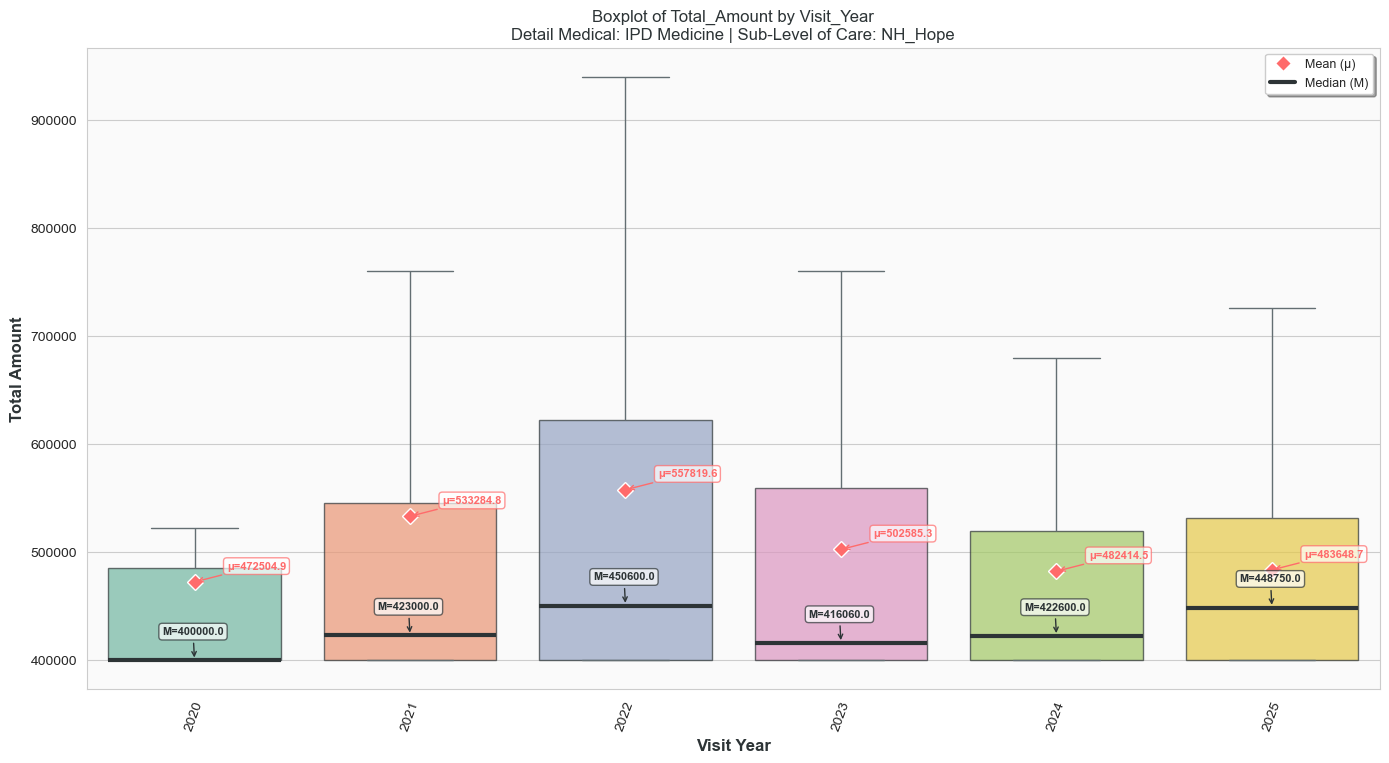 Boxplot of Total_Amount by Visit_Year
Detail Medical: IPD Medicine | Sub-Level of Care: NH_Hope
Mean (μ)
Median (M)
Total Amount
900000
800000
700000
600000
500000
400000
μ=472504.9
M=400000.0
μ=533284.8
M=423000.0
μ=557819.6
M=450600.0
μ=502585.3
M=416060.0
μ=482414.5
M=422600.0
μ=483648.7
M=448750.0
2020
2021
2022
2023
2024
2025
Visit Year